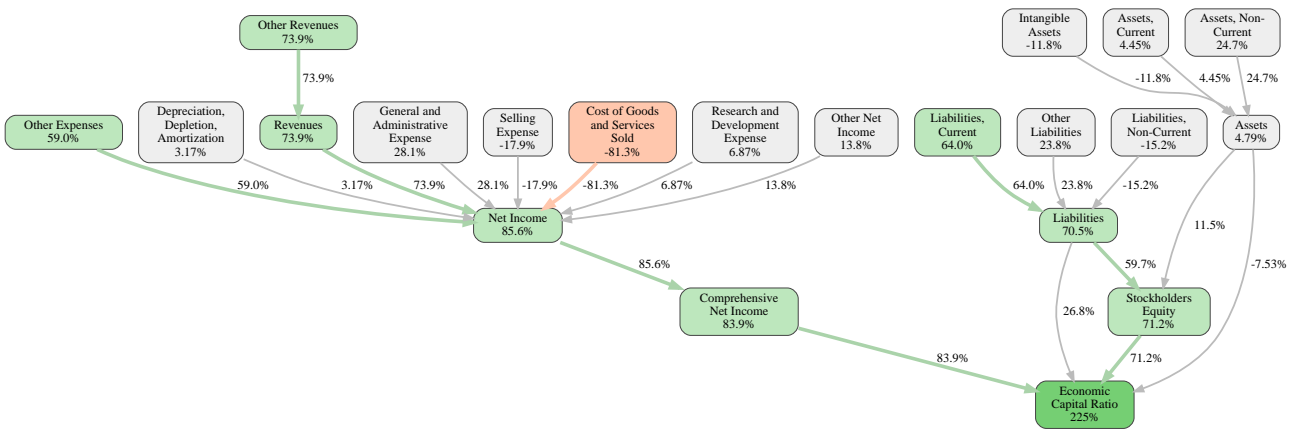 Other Revenues
73.9%
Intangible
Assets
-11.8%
Assets,
Current
4.45%
Assets, Non-
Current
24.7%
73.9%
-11.8%
4.45%
24.7%
Other Expenses
59.0%
Depreciation,
Depletion,
Amortization
3.17%
Revenues
73.9%
General and
Administrative
Expense
28.1%
Selling
Expense
-17.9%
Cost of Goods
and Services
Sold
-81.3%
Research and
Development
Expense
6.87%
Other Net
Income
13.8%
Liabilities,
Current
64.0%
Other
Liabilities
23.8%
Liabilities,
Non-Current
-15.2%
Assets
4.79%
59.0%
3.17%
73.9%
28.1%
-17.9%
-81.3%
6.87%
13.8%
64.0%
23.8%
-15.2%
Net Income
85.6%
Liabilities
70.5%
11.5%
-7.53%
85.6%
59.7%
Comprehensive
Net Income
83.9%
26.8%
Stockholders
Equity
71.2%
83.9%
71.2%
Economic
Capital Ratio
225%